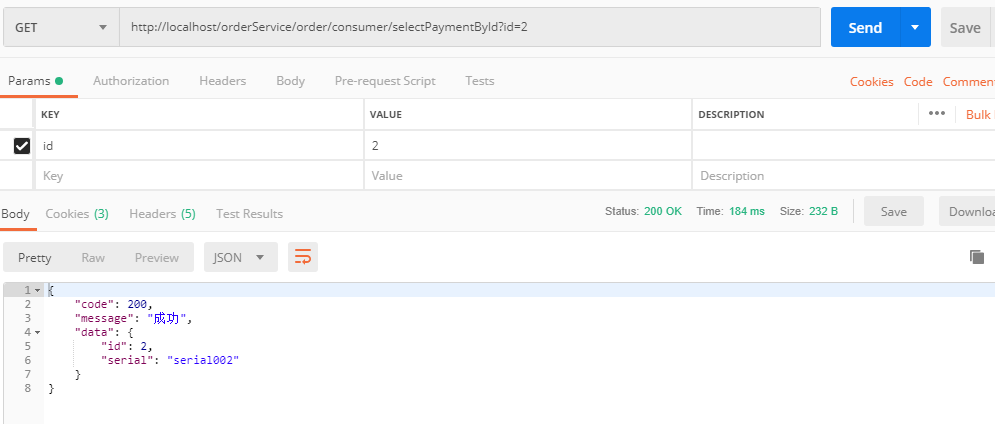 GET http://localhost/orderService/order/consumer/selectPaymentById?id=2 Send Save
Params Authorization Headers Body Pre-request Script Tests Cookies Code Commen
KEY VALUE DESCRIPTION ••• Bulk
id 2
Key Value Description
Body Cookies (3) Headers (5) Test Results Status: 200 OK Time: 184 ms Size: 232 B Save Downloa
Pretty Raw Preview JSON
1 {
2 "code": 200,
3 "message": "成功",
4 "data": {
5 "id": 2,
6 "serial": "serial002"
7 }
8 }